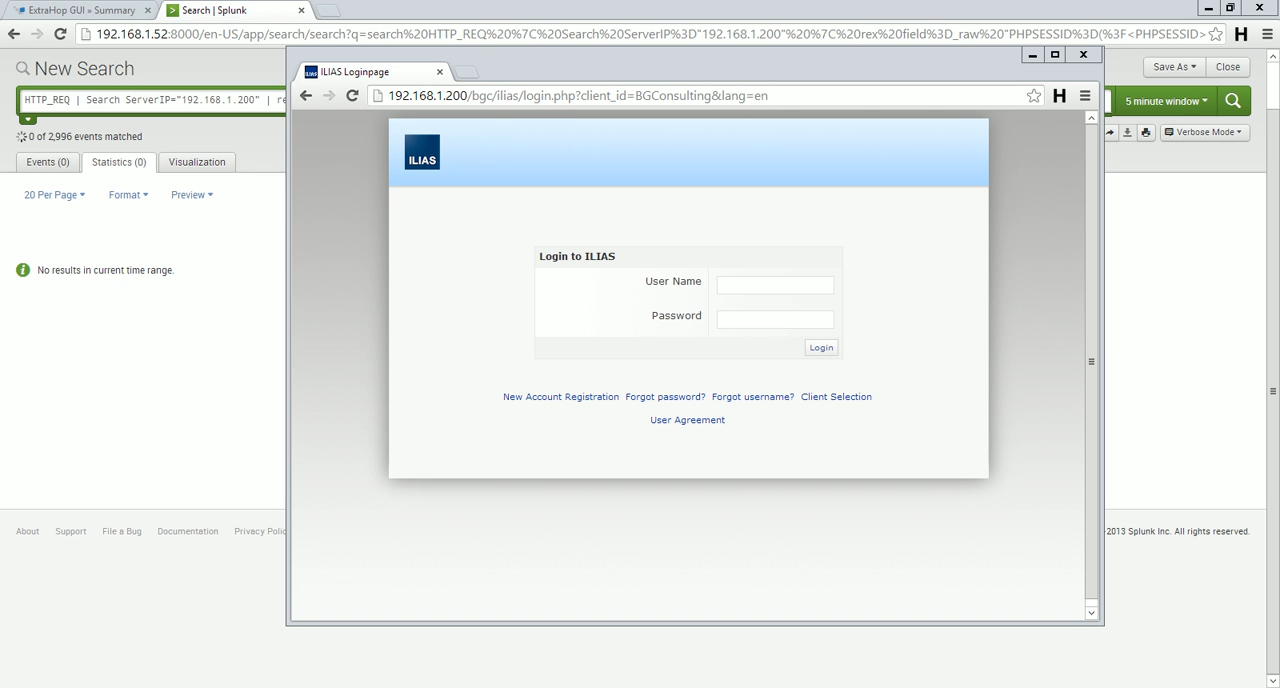 ExtraHop GUI » Summary
Search | Splunk
192.168.1.52:8000/en-US/app/search/search?q=search%20HTTP_REQ%20%7C%20Search%20ServerIP%3D"192.168.1.200"%20%7C%20rex%20field%3D_raw%20"PHPSESSID%3D(%3F<PHPSESSID>
New Search
Save As
Close
HTTP_REQ | Search ServerIP="192.168.1.200" | re
5 minute window
0 of 2,996 events matched
Verbose Mode
Events (0)
Statistics (0)
Visualization
20 Per Page
Format
Preview
No results in current time range.
About
Support
File a Bug
Documentation
Privacy Polic
-2013 Splunk Inc. All rights reserved.
ILIAS Loginpage
192.168.1.200/bgc/ilias/login.php?client_id=BGConsulting&lang=en
ILIAS
Login to ILIAS
User Name
Password
Login
New Account Registration Forgot password? Forgot username? Client Selection
User Agreement